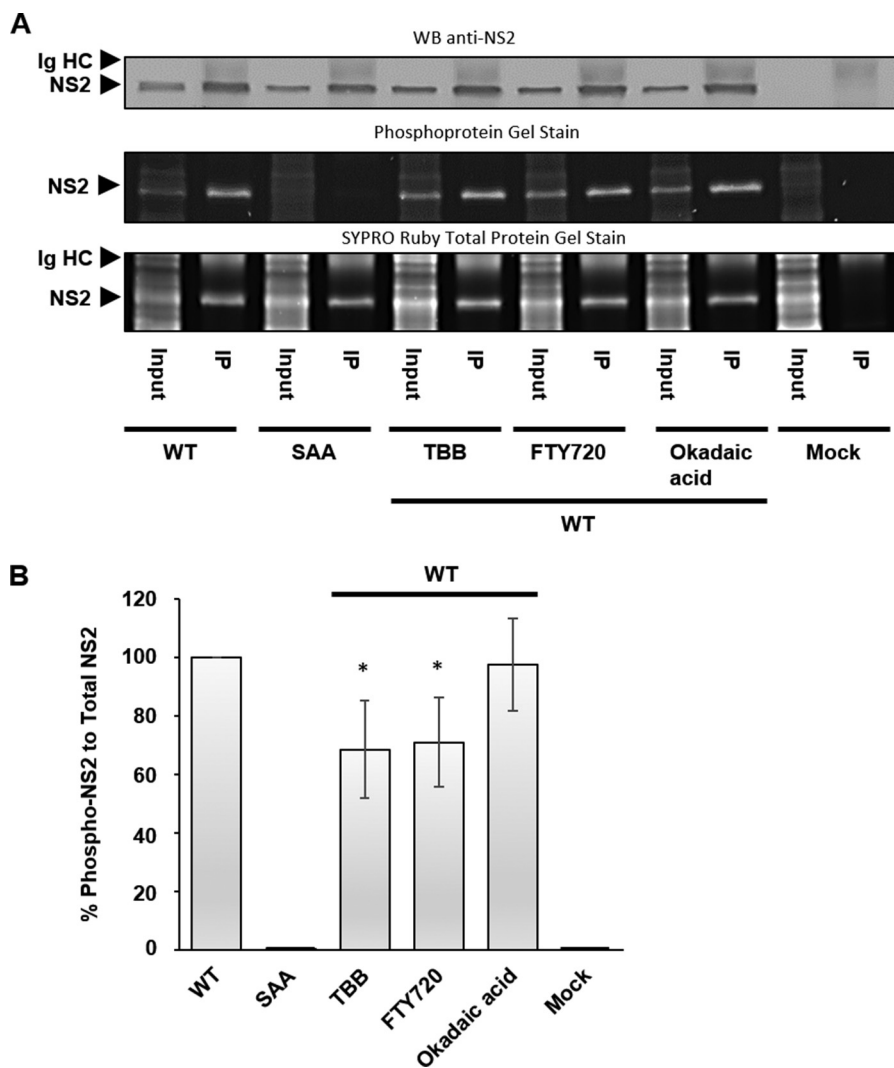 A
WB anti-NS2
Ig HC
NS2
Phosphoprotein Gel Stain
NS2
SYPRO Ruby Total Protein Gel Stain
Ig HC
NS2
Input IP Input IP Input IP Input IP Input IP Input IP
WT SAA TBB FTY720 Okadaic acid Mock
WT
B
WT
% Phospho-NS2 to Total NS2
120
100
80
60
40
20
0
* *
WT SAA TBB FTY720 Okadaic acid Mock